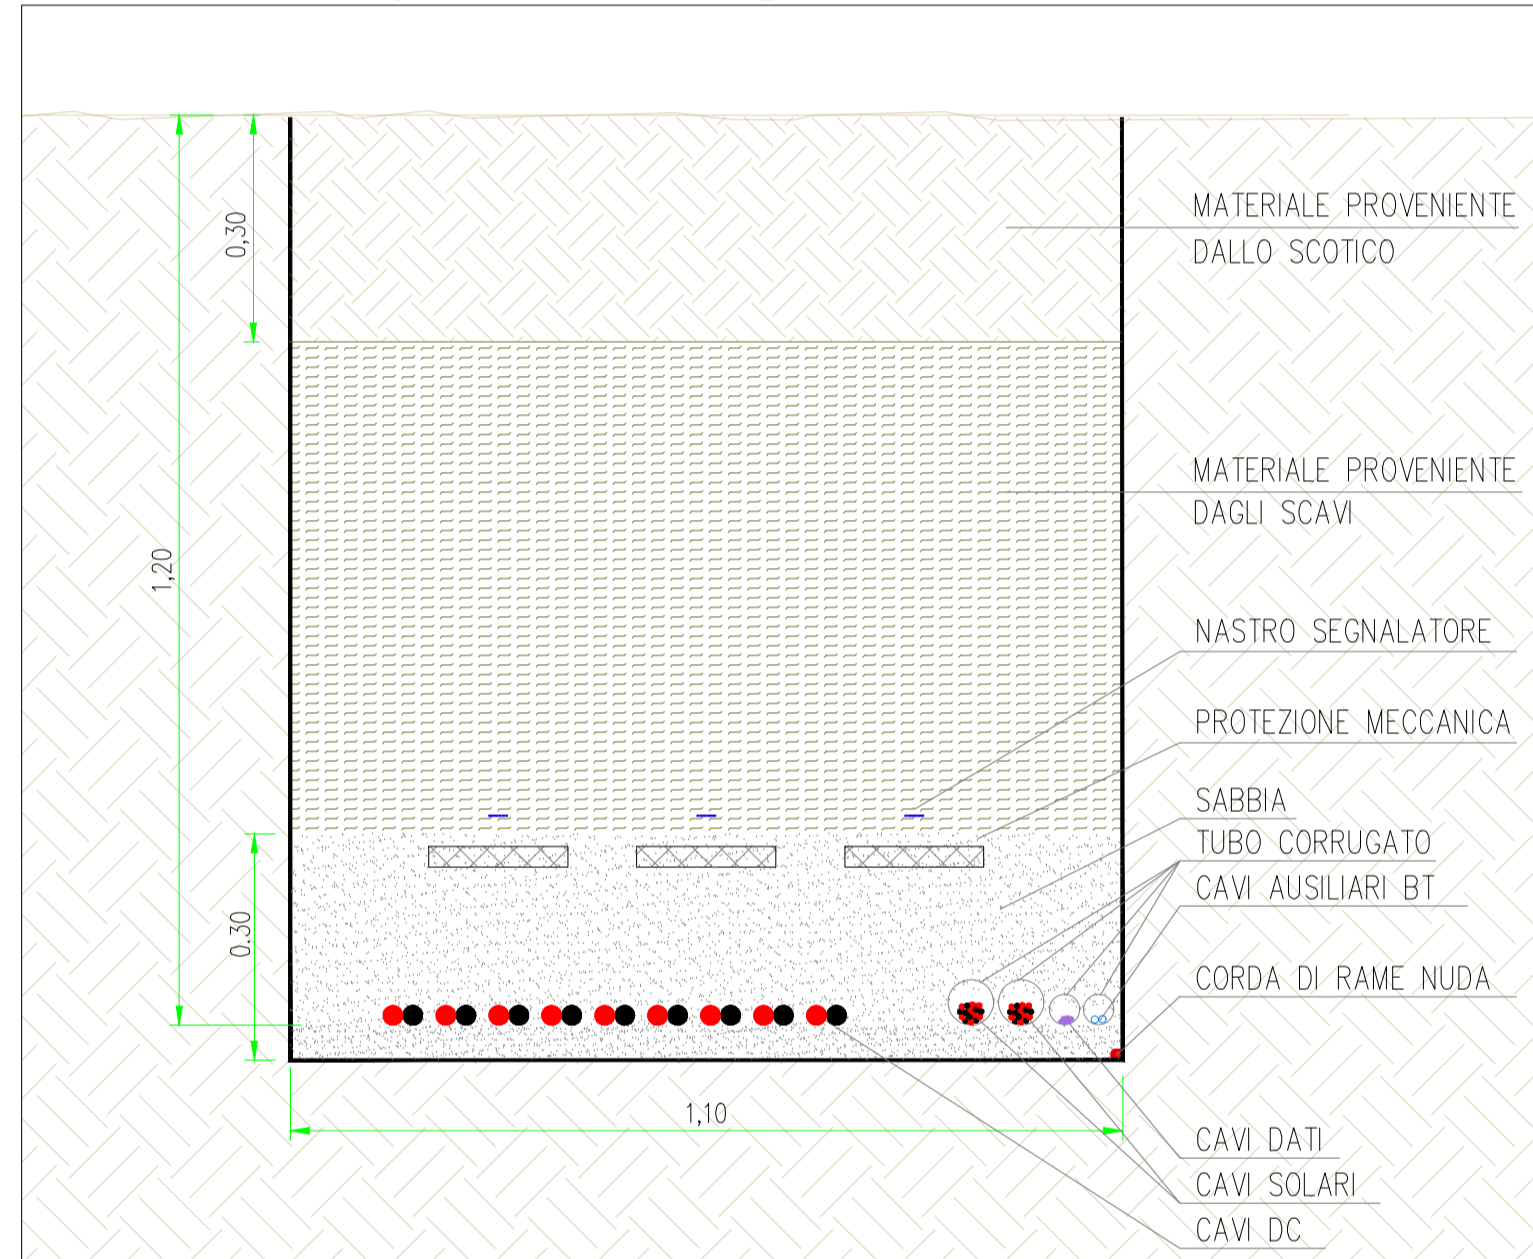 0,30
MATERIALE PROVENIENTE
DALLO SCOTICO
MATERIALE PROVENIENTE
DAGLI SCAVI
1,20
NASTRO SEGNALATORE
PROTEZIONE MECCANICA
SABBIA
TUBO CORRUGATO
CAVI AUSILIARI BT
0.30
CORDA DI RAME NUDA
1,10
CAVI DATI
CAVI SOLARI
CAVI DC